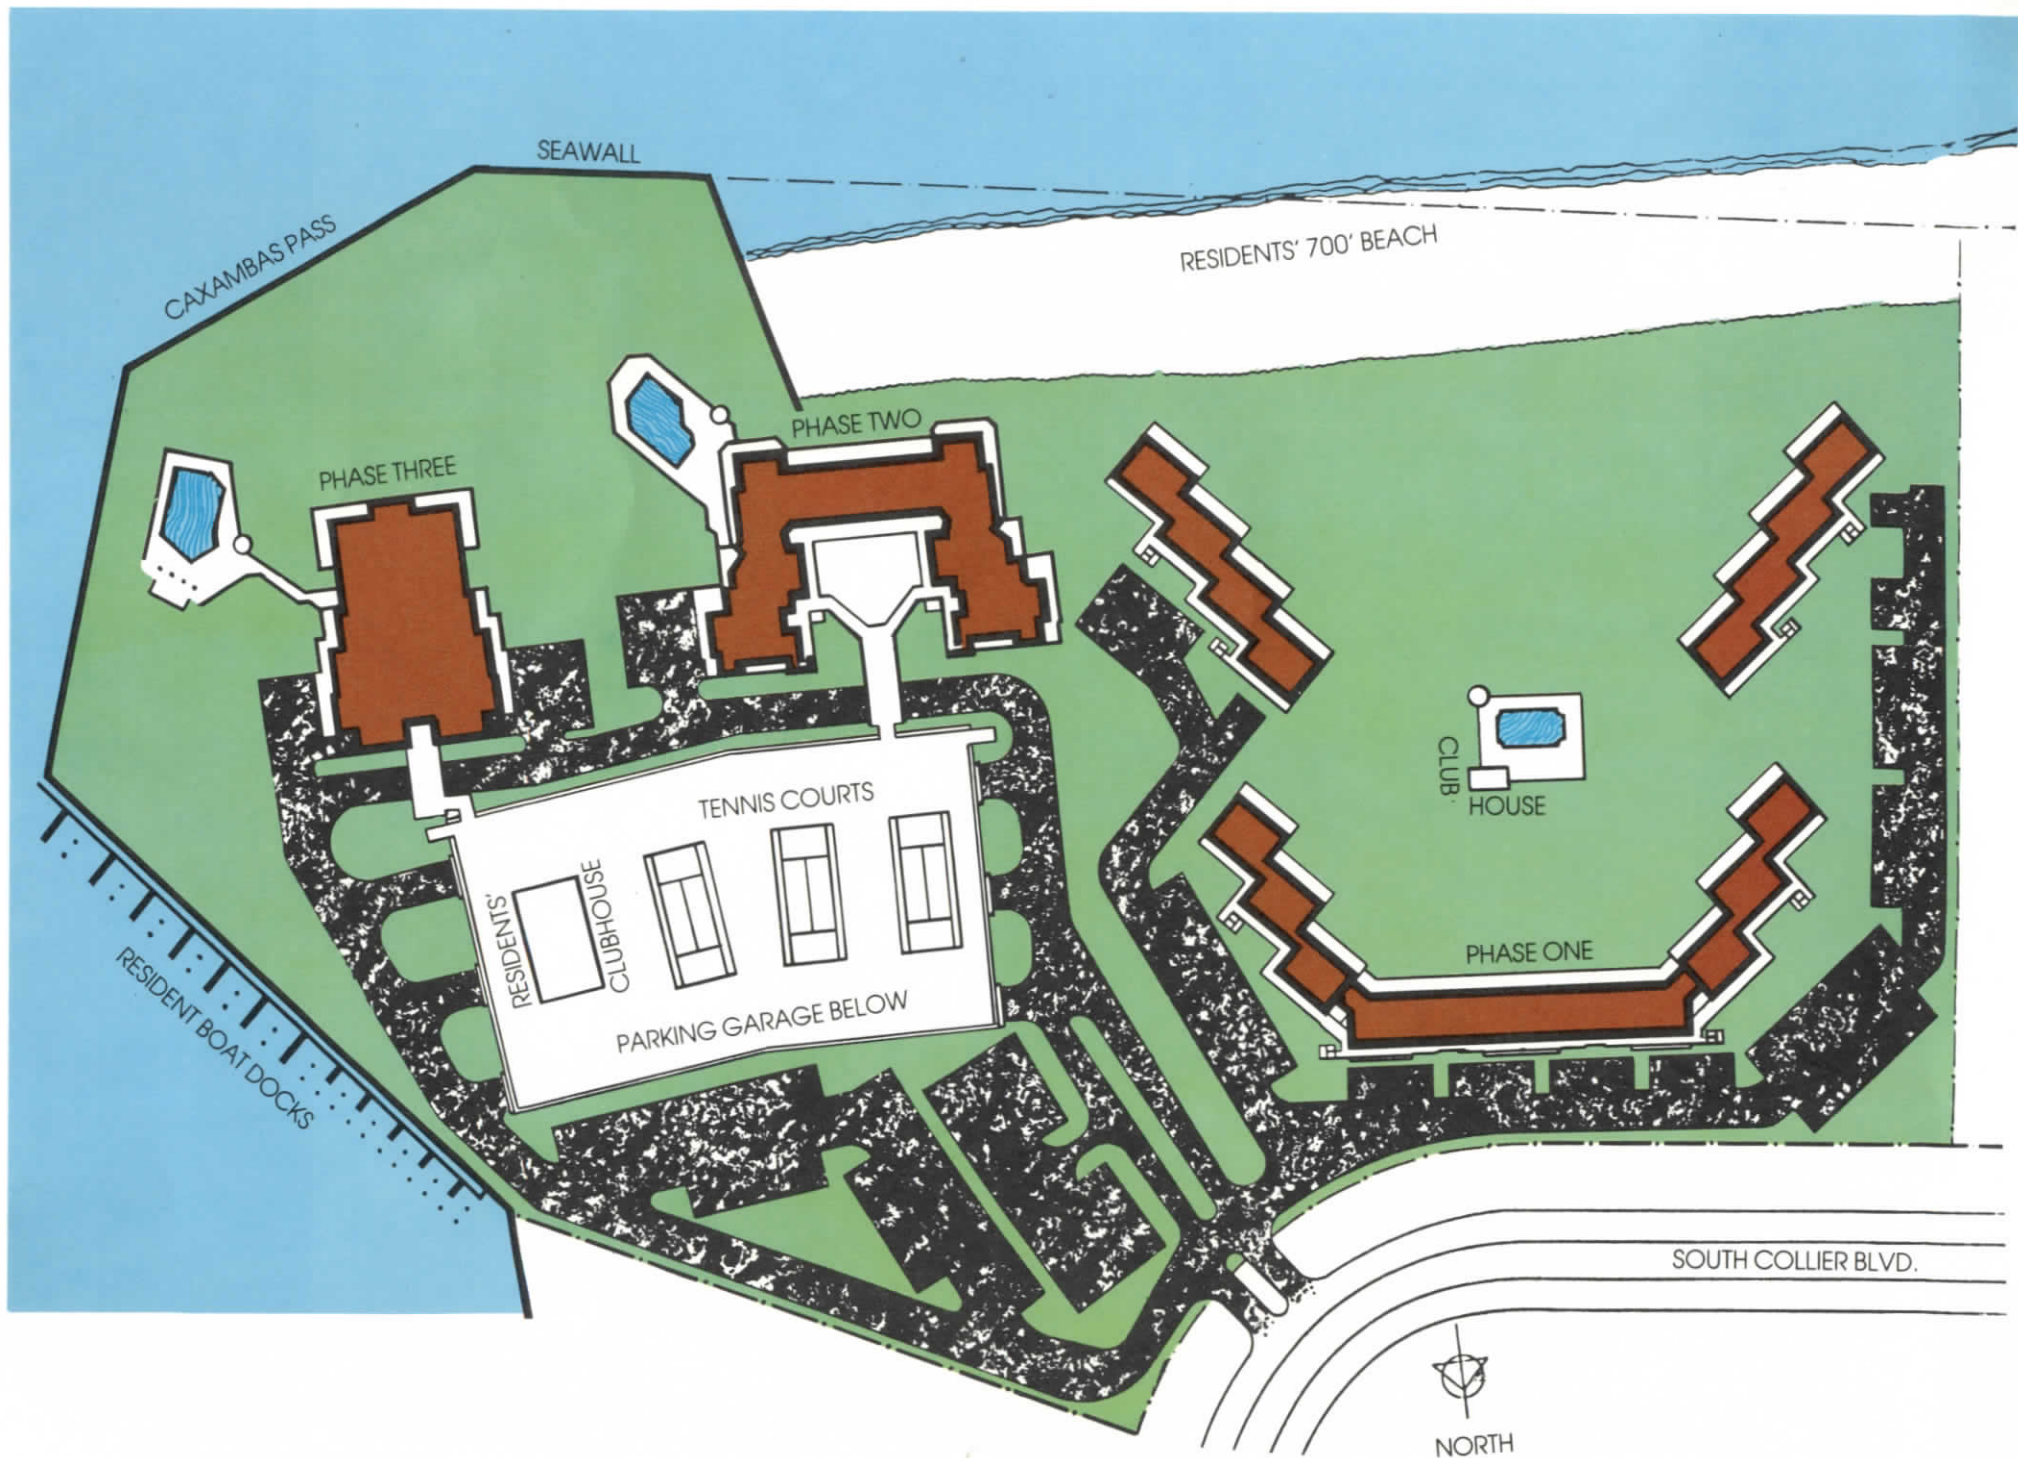 SEAWALL
CAXAMBAS PASS
RESIDENTS' 700' BEACH
PHASE TWO
PHASE THREE
CLUB
HOUSE
TENNIS COURTS
RESIDENTS'
CLUBHOUSE
PARKING GARAGE BELOW
PHASE ONE
RESIDENT BOAT DOCKS
SOUTH COLLIER BLVD.
NORTH